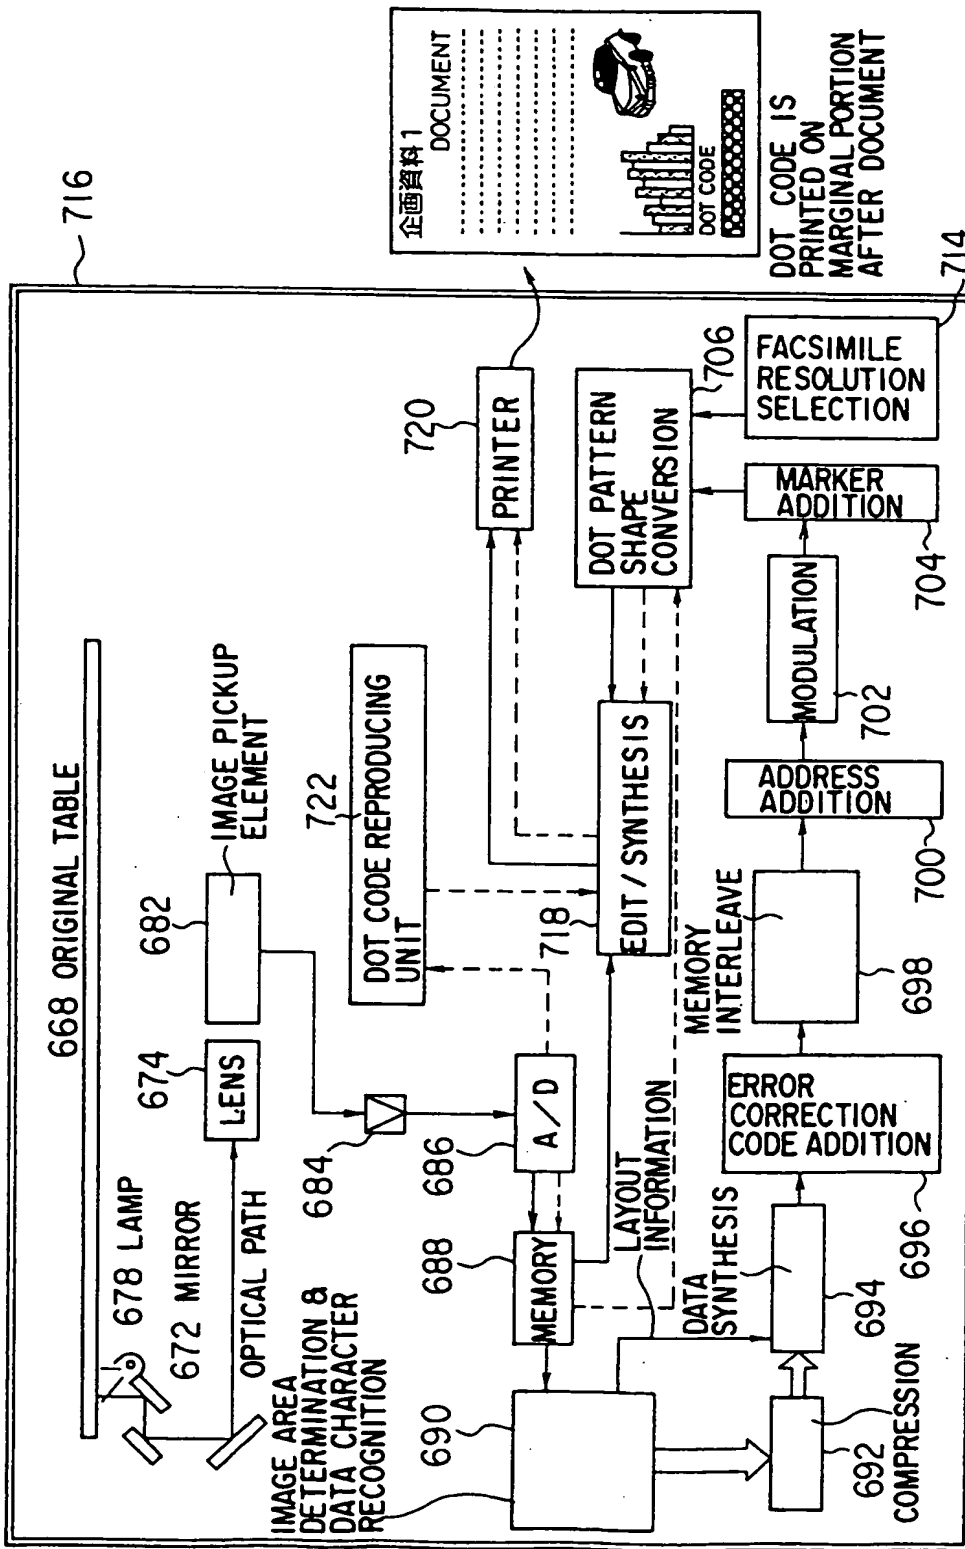 716
668 ORIGINAL TABLE
678 LAMP
672 MIRROR
OPTICAL PATH
674
LENS
682
IMAGE PICKUP
ELEMENT
684
722
DOT CODE REPRODUCING
UNIT
720
PRINTER
企画資料1
DOCUMENT
DOT CODE
DOT CODE IS
PRINTED ON
MARGINAL PORTION
AFTER DOCUMENT
IMAGE AREA
DETERMINATION &
DATA CHARACTER
RECOGNITION
690
688
MEMORY
686
A/D
718
EDIT / SYNTHESIS
DOT PATTERN
SHAPE
CONVERSION
706
FACSIMILE
RESOLUTION
SELECTION
714
LAYOUT
INFORMATION
692
COMPRESSION
DATA
SYNTHESIS
694
ERROR
CORRECTION
CODE ADDITION
696
MEMORY
INTERLEAVE
698
ADDRESS
ADDITION
700
MODULATION
702
MARKER
ADDITION
704